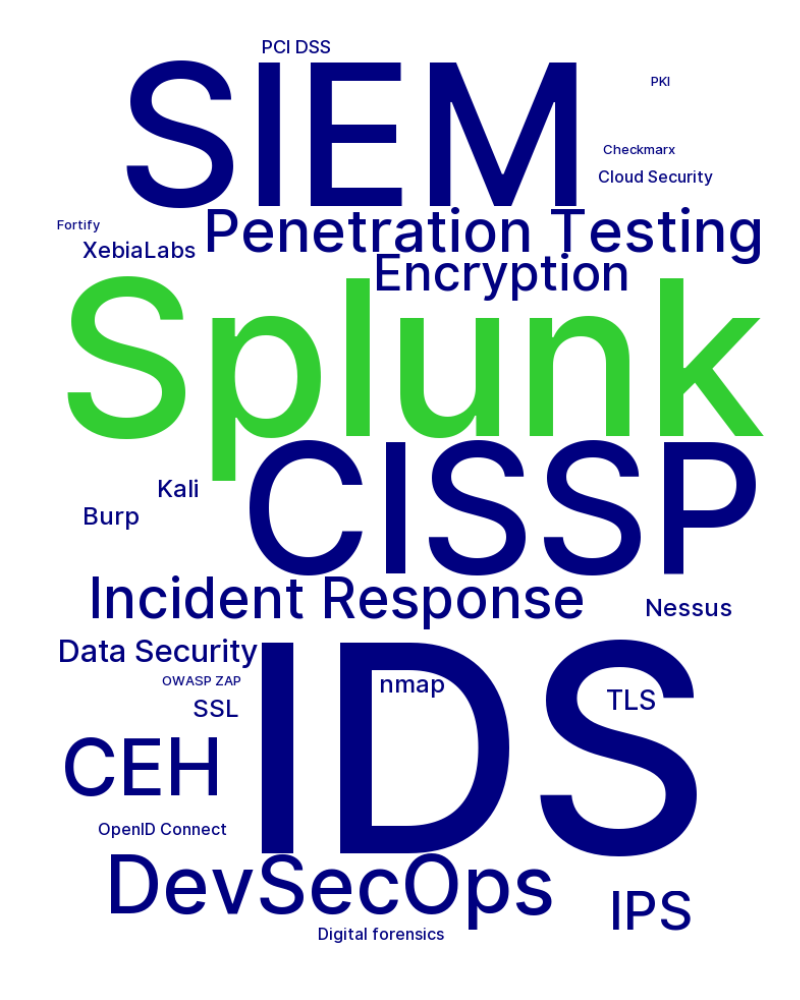 PCI DSS
SIEM
PKI
Checkmarx
Cloud Security
Fortify
Penetration Testing
XebiaLabs
Encryption
Splunk
CISSP
Kali
Burp
Incident Response
Nessus
Data Security
IDS
OWASP ZAP
nmap
TLS
SSL
CEH
OpenID Connect
DevSecOps
IPS
Digital forensics